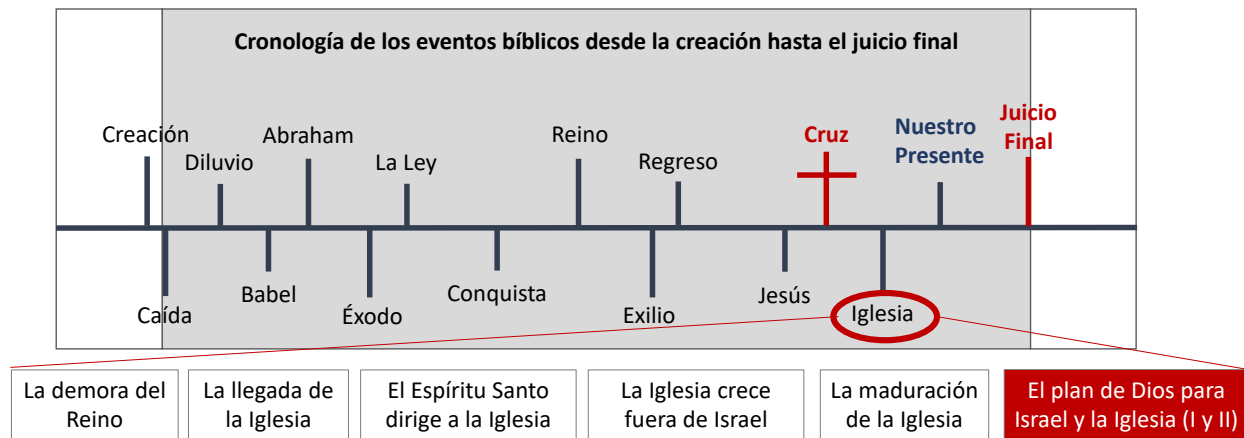 Cronología de los eventos bíblicos desde la creación hasta el juicio final
Creación
Diluvio
Abraham
La Ley
Reino
Regreso
Cruz
Nuestro
Presente
Juicio
Final
Caída
Babel
Éxodo
Conquista
Exilio
Jesús
Iglesia
La demora del
Reino
La llegada de
la Iglesia
El Espíritu Santo
dirige a la Iglesia
La Iglesia crece
fuera de Israel
La maduración
de la Iglesia
El plan de Dios para
Israel y la Iglesia (I y II)